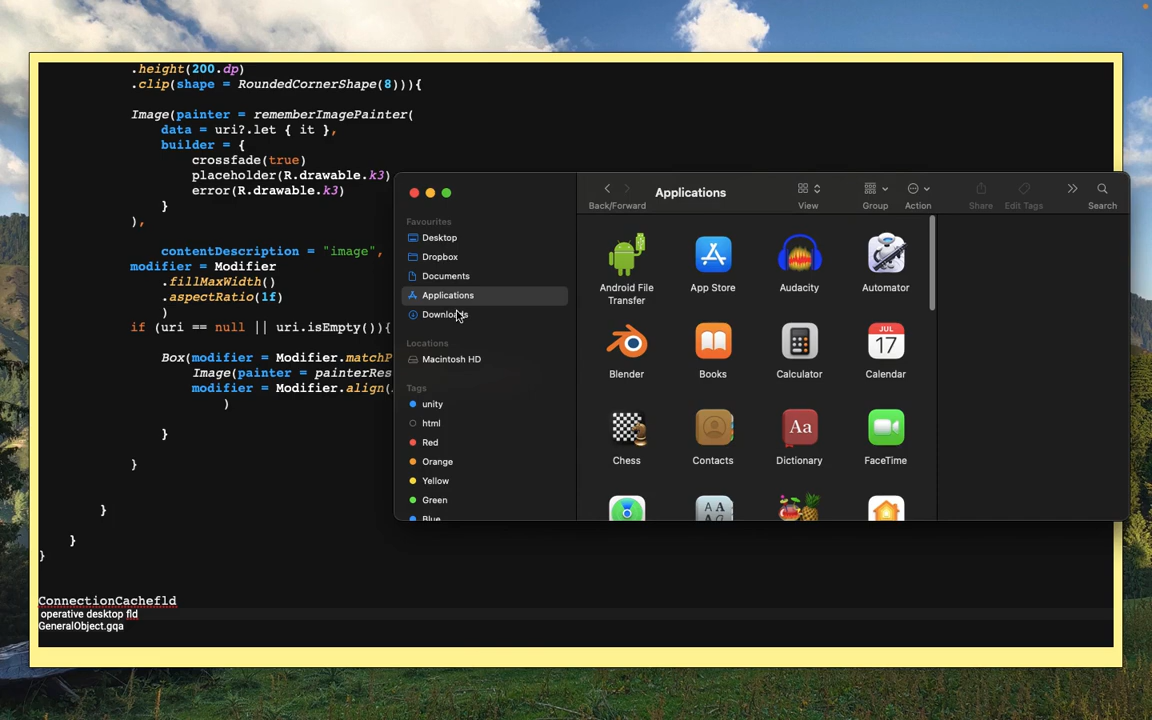 .height(200.dp)
.clip(shape = RoundedCornerShape(8))){
Image(painter = rememberImagePainter(
data = uri?.let { it },
builder = {
crossfade(true)
placeholder(R.drawable.k3)
error(R.drawable.k3)
}
),
contentDescription = "image",
modifier = Modifier
.fillMaxWidth()
.aspectRatio(1f)
)
if (uri == null || uri.isEmpty()){
Box(modifier = Modifier.matchP
Image(painter = painterRes
modifier = Modifier.align(
)
}
}
}
}
}
ConnectionCachefld
operative desktop fld
GeneralObject.gqa
Favourites
Desktop
Dropbox
Documents
Applications
Downloads
Locations
Macintosh HD
Tags
unity
html
Red
Orange
Yellow
Green
Blue
Back/Forward
Applications
View
Group
Action
Share
Edit Tags
Search
Android File
Transfer
App Store
Audacity
Automator
Blender
Books
Calculator
JUL
17
Calendar
Chess
Contacts
Aa
Dictionary
FaceTime
AA